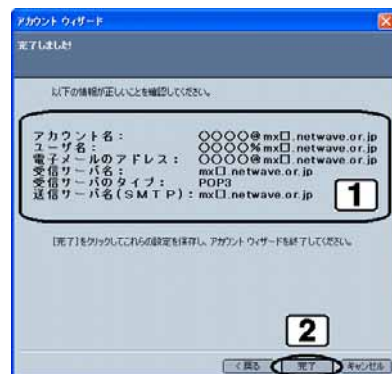 アカウント ウィザード
完了しました!
以下の情報が正しいことを確認してください。
アカウント名: 〇〇〇〇@mx□.netwave.or.jp
ユーザ名: 〇〇〇〇%mx□.netwave.or.jp
電子メールのアドレス: 〇〇〇〇@mx□.netwave.or.jp
受信サーバ名: mx□.netwave.or.jp
受信サーバのタイプ: POP3
送信サーバ名(SMTP): mx□.netwave.or.jp
1
[完了]をクリックしてこれらの設定を保存し、アカウント ウィザードを終了してください。
2
< 戻る 完了 キャンセル